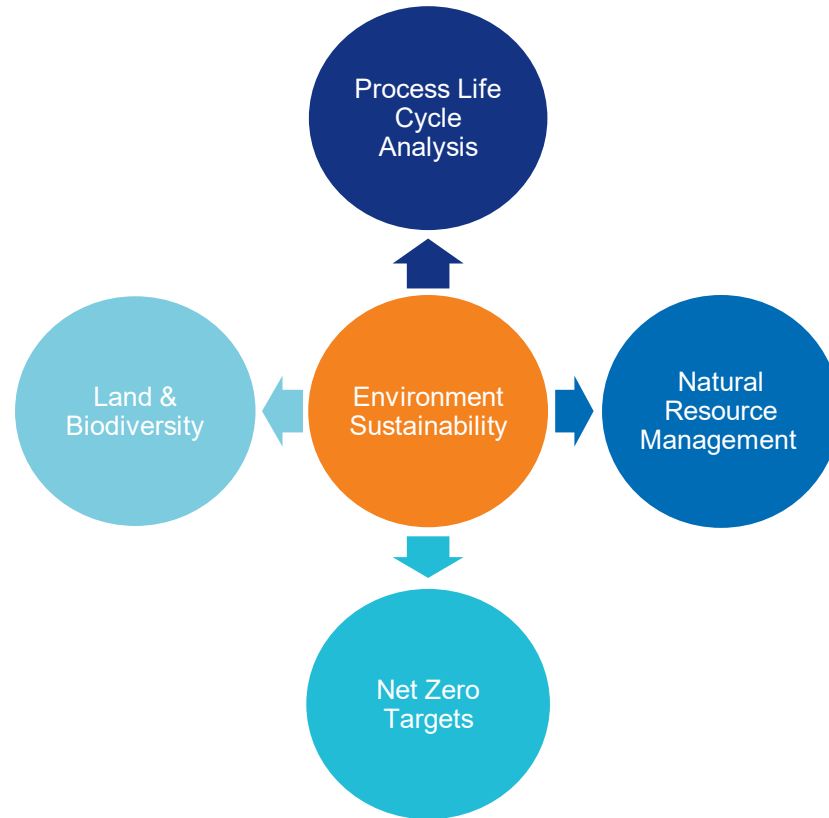 Process Life
Cycle
Analysis
Land &
Biodiversity
Environment
Sustainability
Natural
Resource
Management
Net Zero
Targets